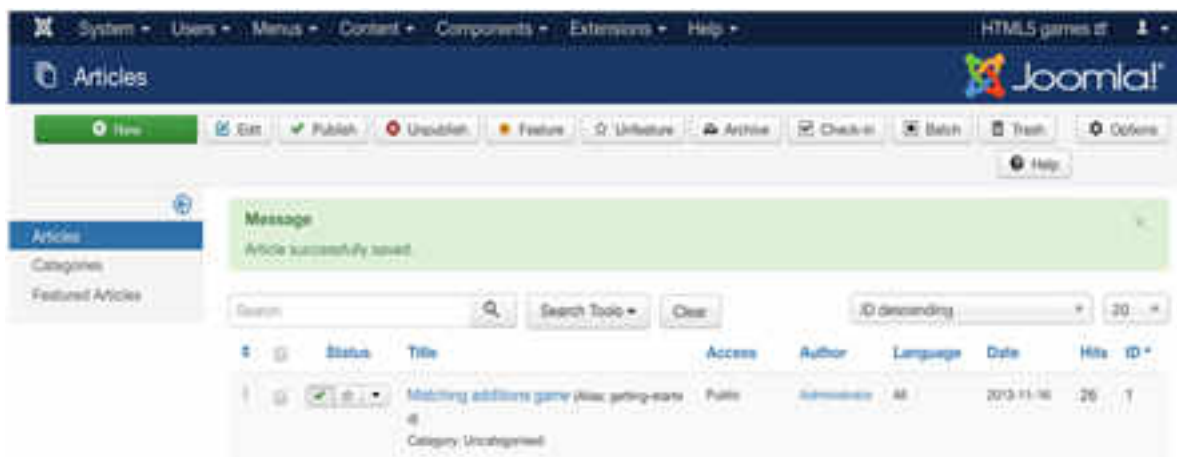 System Users Menus Content Components Extensions Help HTML5 games
Articles Joomla!
New Edit Publish Unpublish Feature Unfeature Archive Check-in Batch Trash Options
Help
Message
Article successfully saved.
Articles
Categories
Featured Articles
Search Search Tools Clear ID descending 20
Status Title Access Author Language Date Hits ID
Matching additions game (Alias: getting-starte Public Administrator All 2013-11-16 26 1
d)
Category: Uncategorised